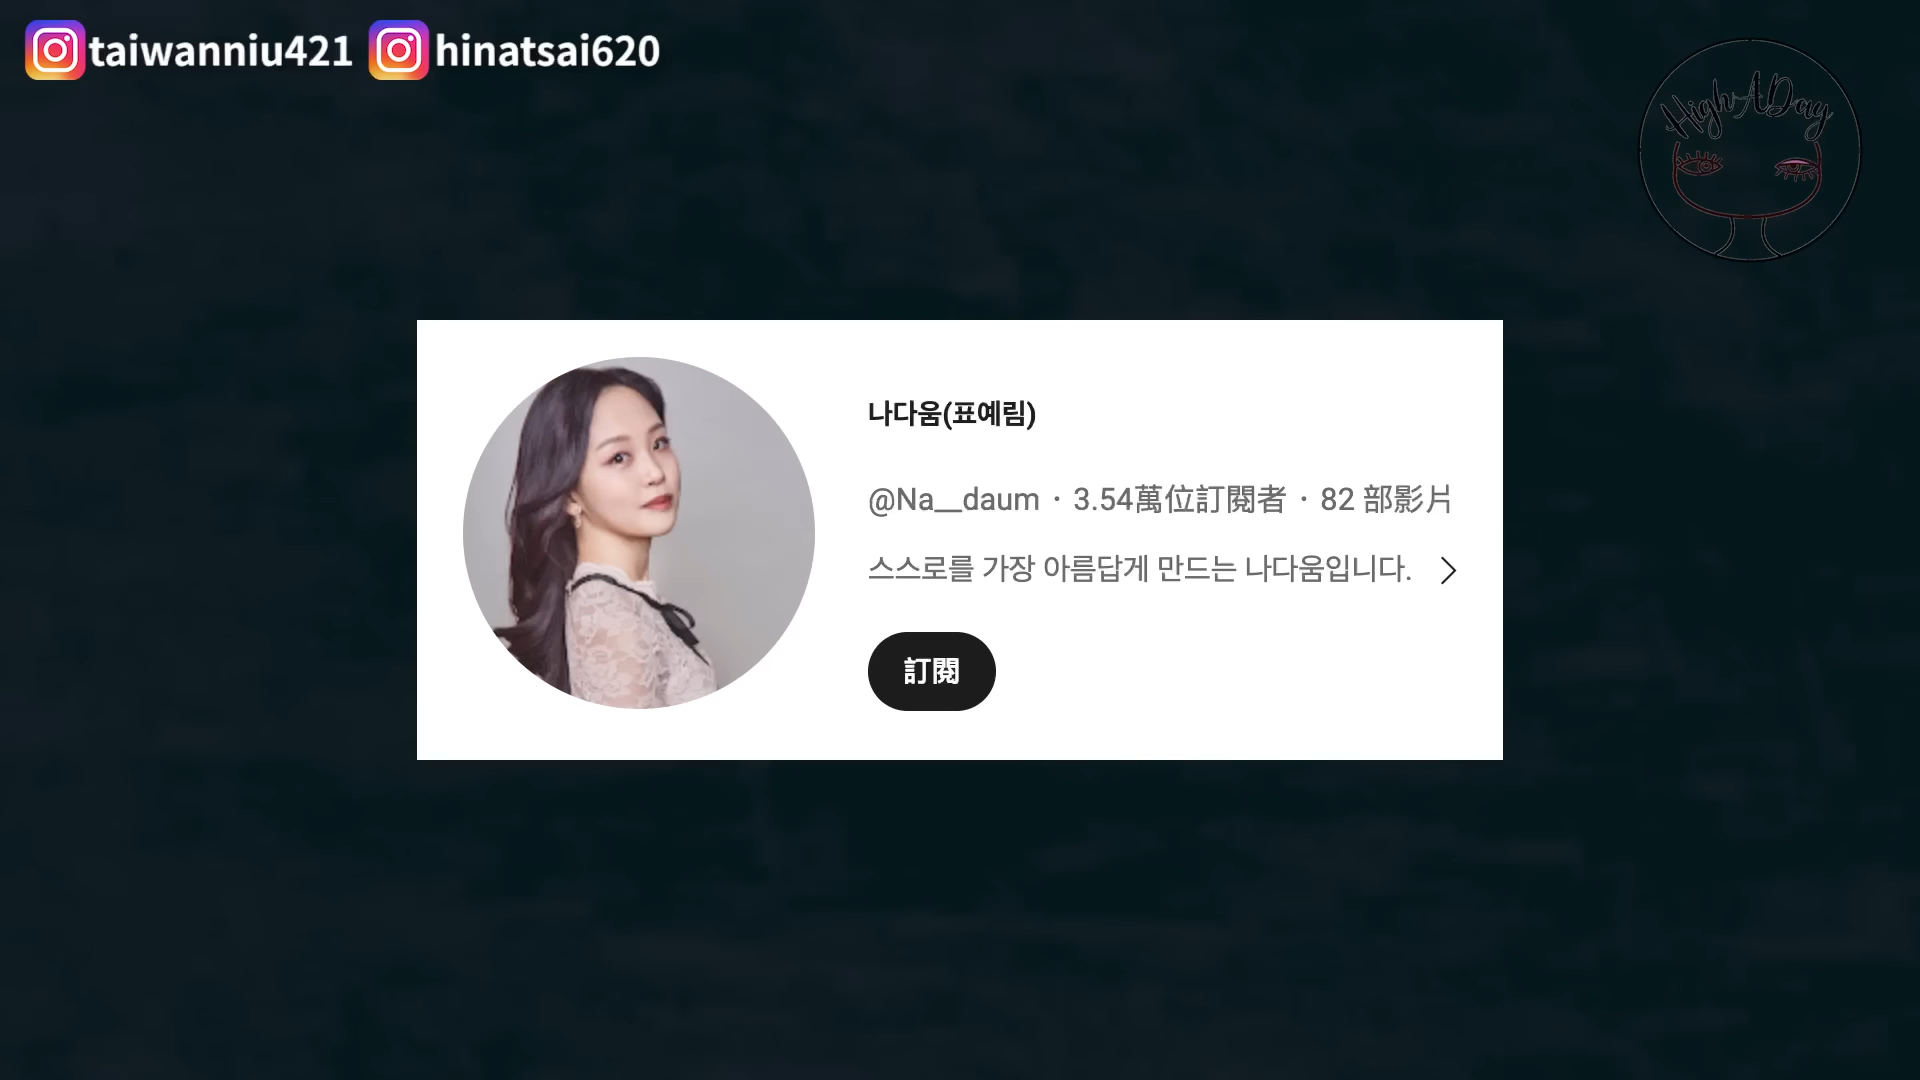 taiwanniu421 hinatsai620
HighADay
나다움(표예림)
@Na__daum · 3.54萬位訂閱者 · 82 部影片
스스로를 가장 아름답게 만드는 나다움입니다.
訂閱